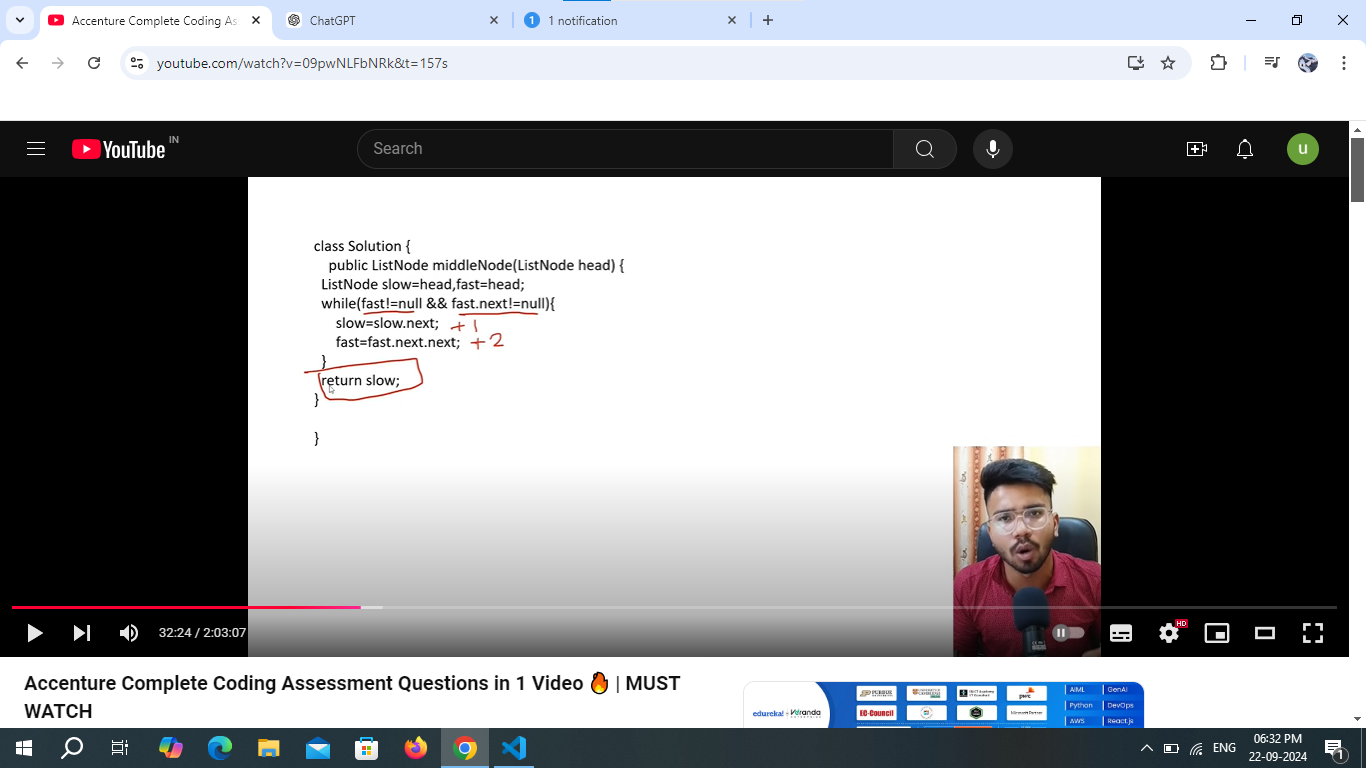 Accenture Complete Coding As
ChatGPT
1
1 notification
youtube.com/watch?v=09pwNLFbNRk&t=157s
YouTube IN
Search
u
class Solution {
public ListNode middleNode(ListNode head) {
ListNode slow=head,fast=head;
while(fast!=null && fast.next!=null){
slow=slow.next; +1
fast=fast.next.next; +2
}
return slow;
}
}
32:24 / 2:03:07
HD
Accenture Complete Coding Assessment Questions in 1 Video 🔥 | MUST
WATCH
edureka!
PURDUE
pwc
EC-Council
Microsoft Partner
AIML
GenAI
Python
DevOps
AWS
React.js
ENG
06:32 PM
22-09-2024
1